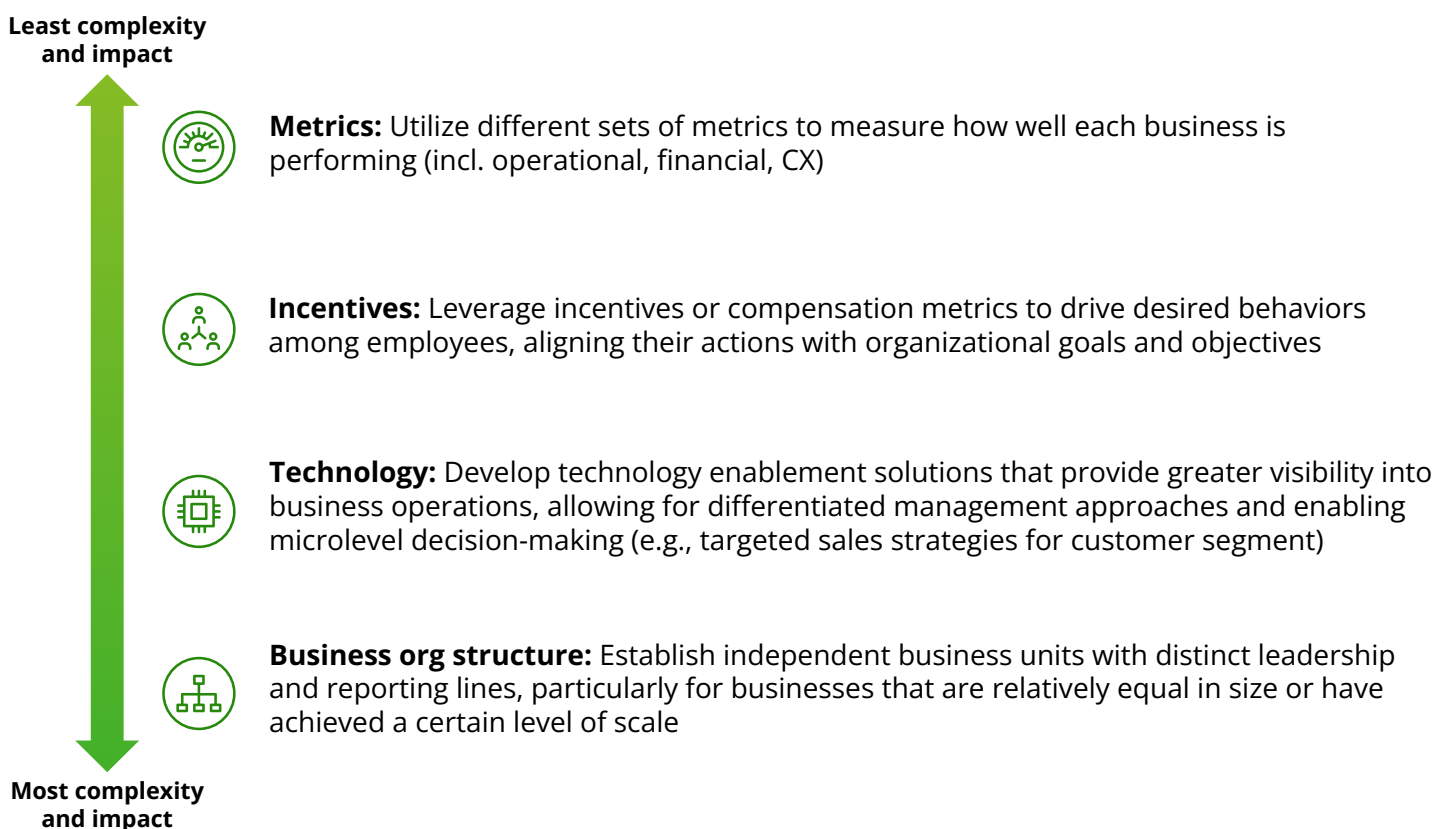 Least complexity
and impact
Metrics: Utilize different sets of metrics to measure how well each business is
performing (incl. operational, financial, CX)
Incentives: Leverage incentives or compensation metrics to drive desired behaviors
among employees, aligning their actions with organizational goals and objectives
Technology: Develop technology enablement solutions that provide greater visibility into
business operations, allowing for differentiated management approaches and enabling
microlevel decision-making (e.g., targeted sales strategies for customer segment)
Business org structure: Establish independent business units with distinct leadership
and reporting lines, particularly for businesses that are relatively equal in size or have
achieved a certain level of scale
Most complexity
and impact